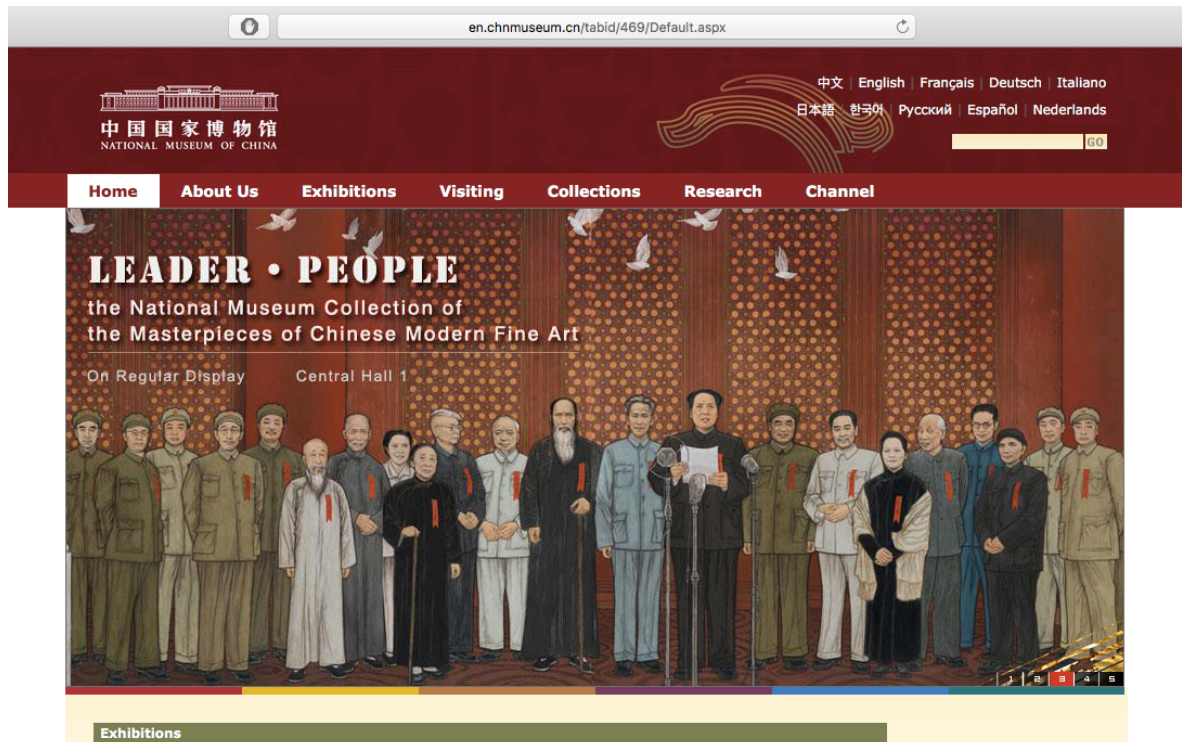 en.chnmuseum.cn/tabid/469/Default.aspx
中国国家博物馆
NATIONAL MUSEUM OF CHINA
中文 | English | Français | Deutsch | Italiano
日本語 | 한국어 | Русский | Español | Nederlands
GO
Home About Us Exhibitions Visiting Collections Research Channel
LEADER • PEOPLE
the National Museum Collection of
the Masterpieces of Chinese Modern Fine Art
On Regular Display Central Hall 1
1 2 3 4 5
Exhibitions